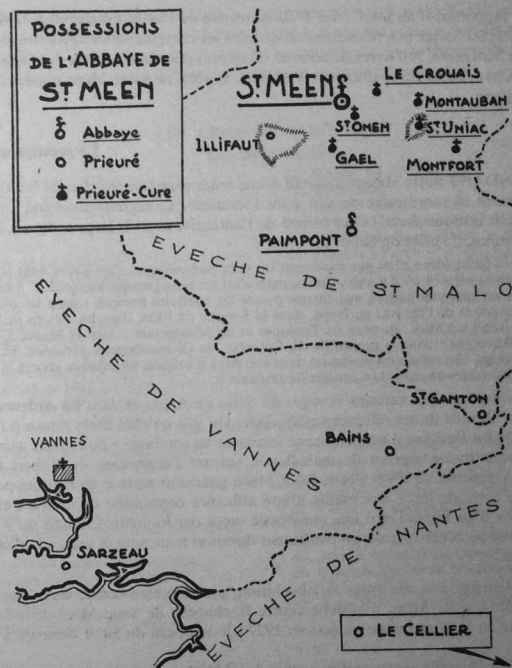 POSSESSIONS
DE L'ABBAYE DE
ST MEEN
Abbaye
Prieuré
Prieuré-Cure
ST MEEN
LE CROUAIS
MONTAUBAN
ST ONEN
ST UNIAC
ILLIFAUT
GAEL
MONTFORT
PAIMPONT
EVECHE DE ST MALO
EVECHÉ DE VANNES
ST GANTON
BAINS
VANNES
SARZEAU
EVECHE DE NANTES
LE CELLIER